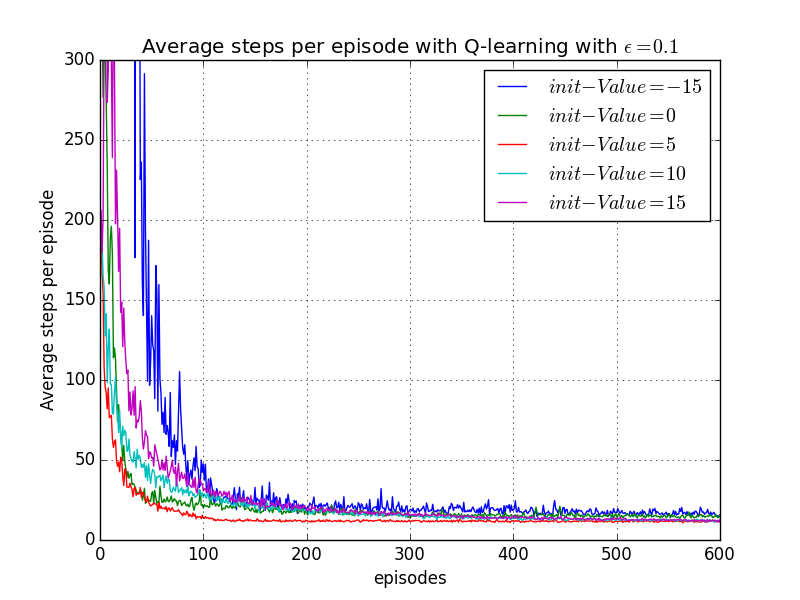 Average steps per episode with Q-learning with ϵ=0.1
300
250
200
150
100
50
0
Average steps per episode
init−Value=−15
init−Value=0
init−Value=5
init−Value=10
init−Value=15
0 100 200 300 400 500 600
episodes